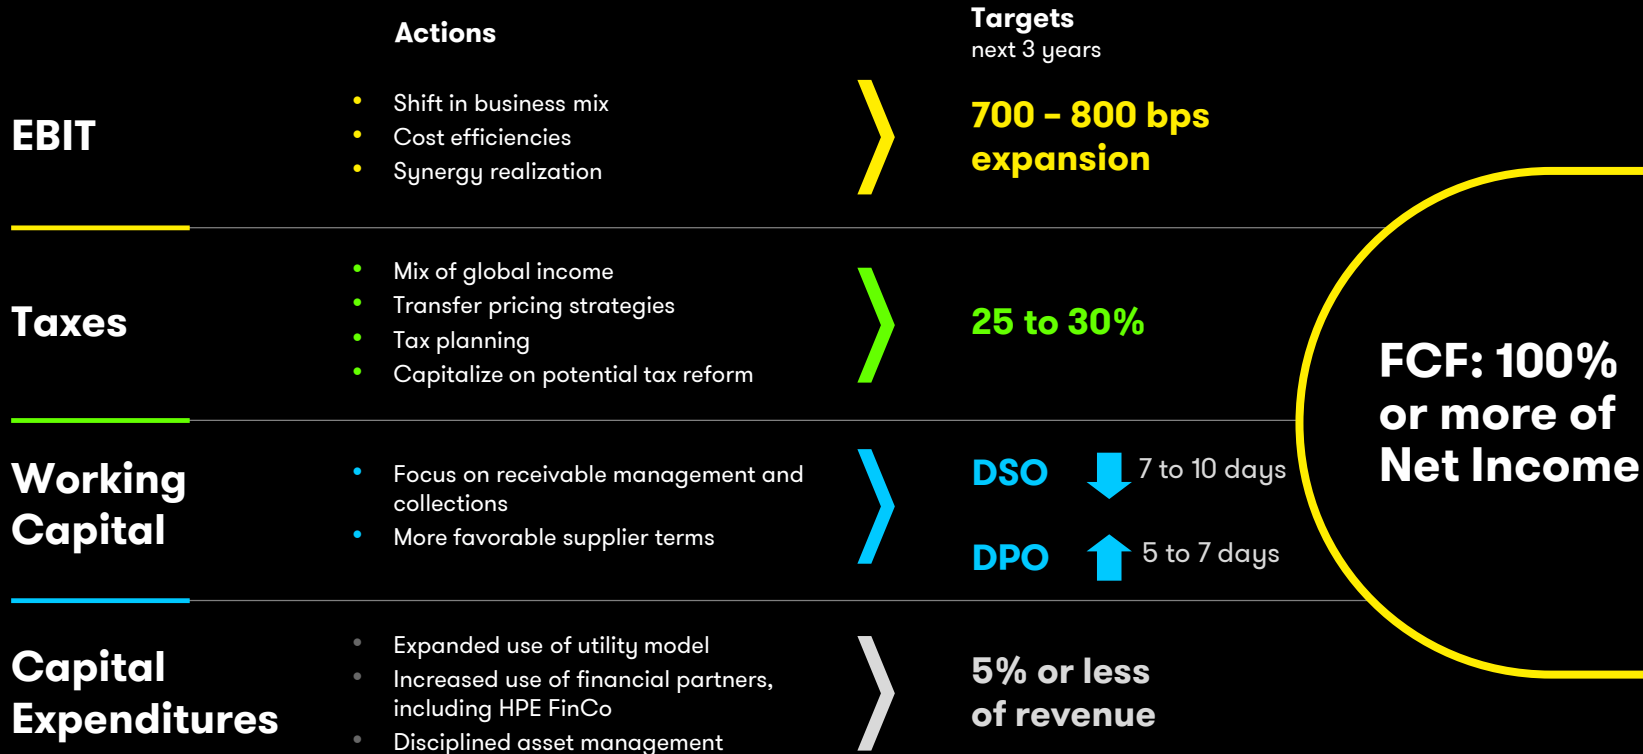 Actions
Targets
next 3 years
EBIT
• Shift in business mix
• Cost efficiencies
• Synergy realization
700 – 800 bps
expansion
Taxes
• Mix of global income
• Transfer pricing strategies
• Tax planning
• Capitalize on potential tax reform
25 to 30%
Working
Capital
• Focus on receivable management and
collections
• More favorable supplier terms
DSO 7 to 10 days
DPO 5 to 7 days
Capital
Expenditures
• Expanded use of utility model
• Increased use of financial partners,
including HPE FinCo
• Disciplined asset management
5% or less
of revenue
FCF: 100%
or more of
Net Income